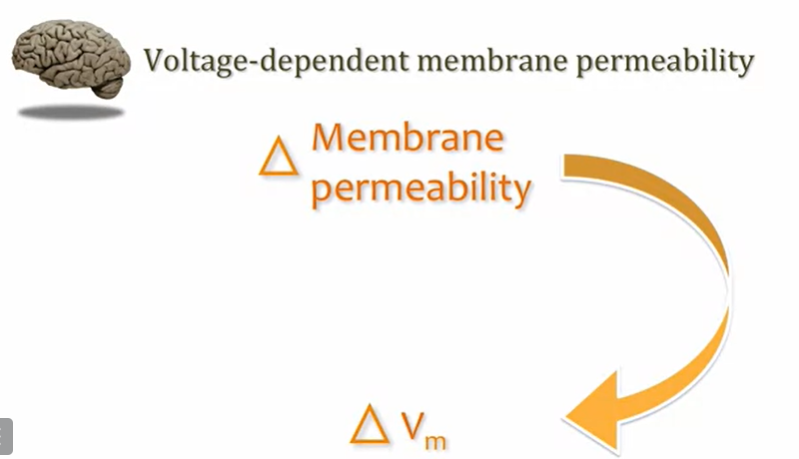 Voltage-dependent membrane permeability
Δ Membrane
permeability
Δ Vm